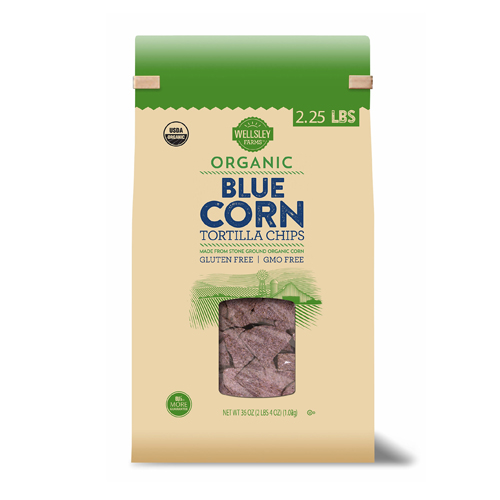 2.25 LBS
WELLSLEY
FARMS
USDA
ORGANIC
ORGANIC
BLUE
CORN
TORTILLA CHIPS
MADE FROM STONE GROUND ORGANIC CORN
GLUTEN FREE | GMO FREE
MORE
NET WT 36 OZ (2 LBS 4 OZ) (1.02kg)